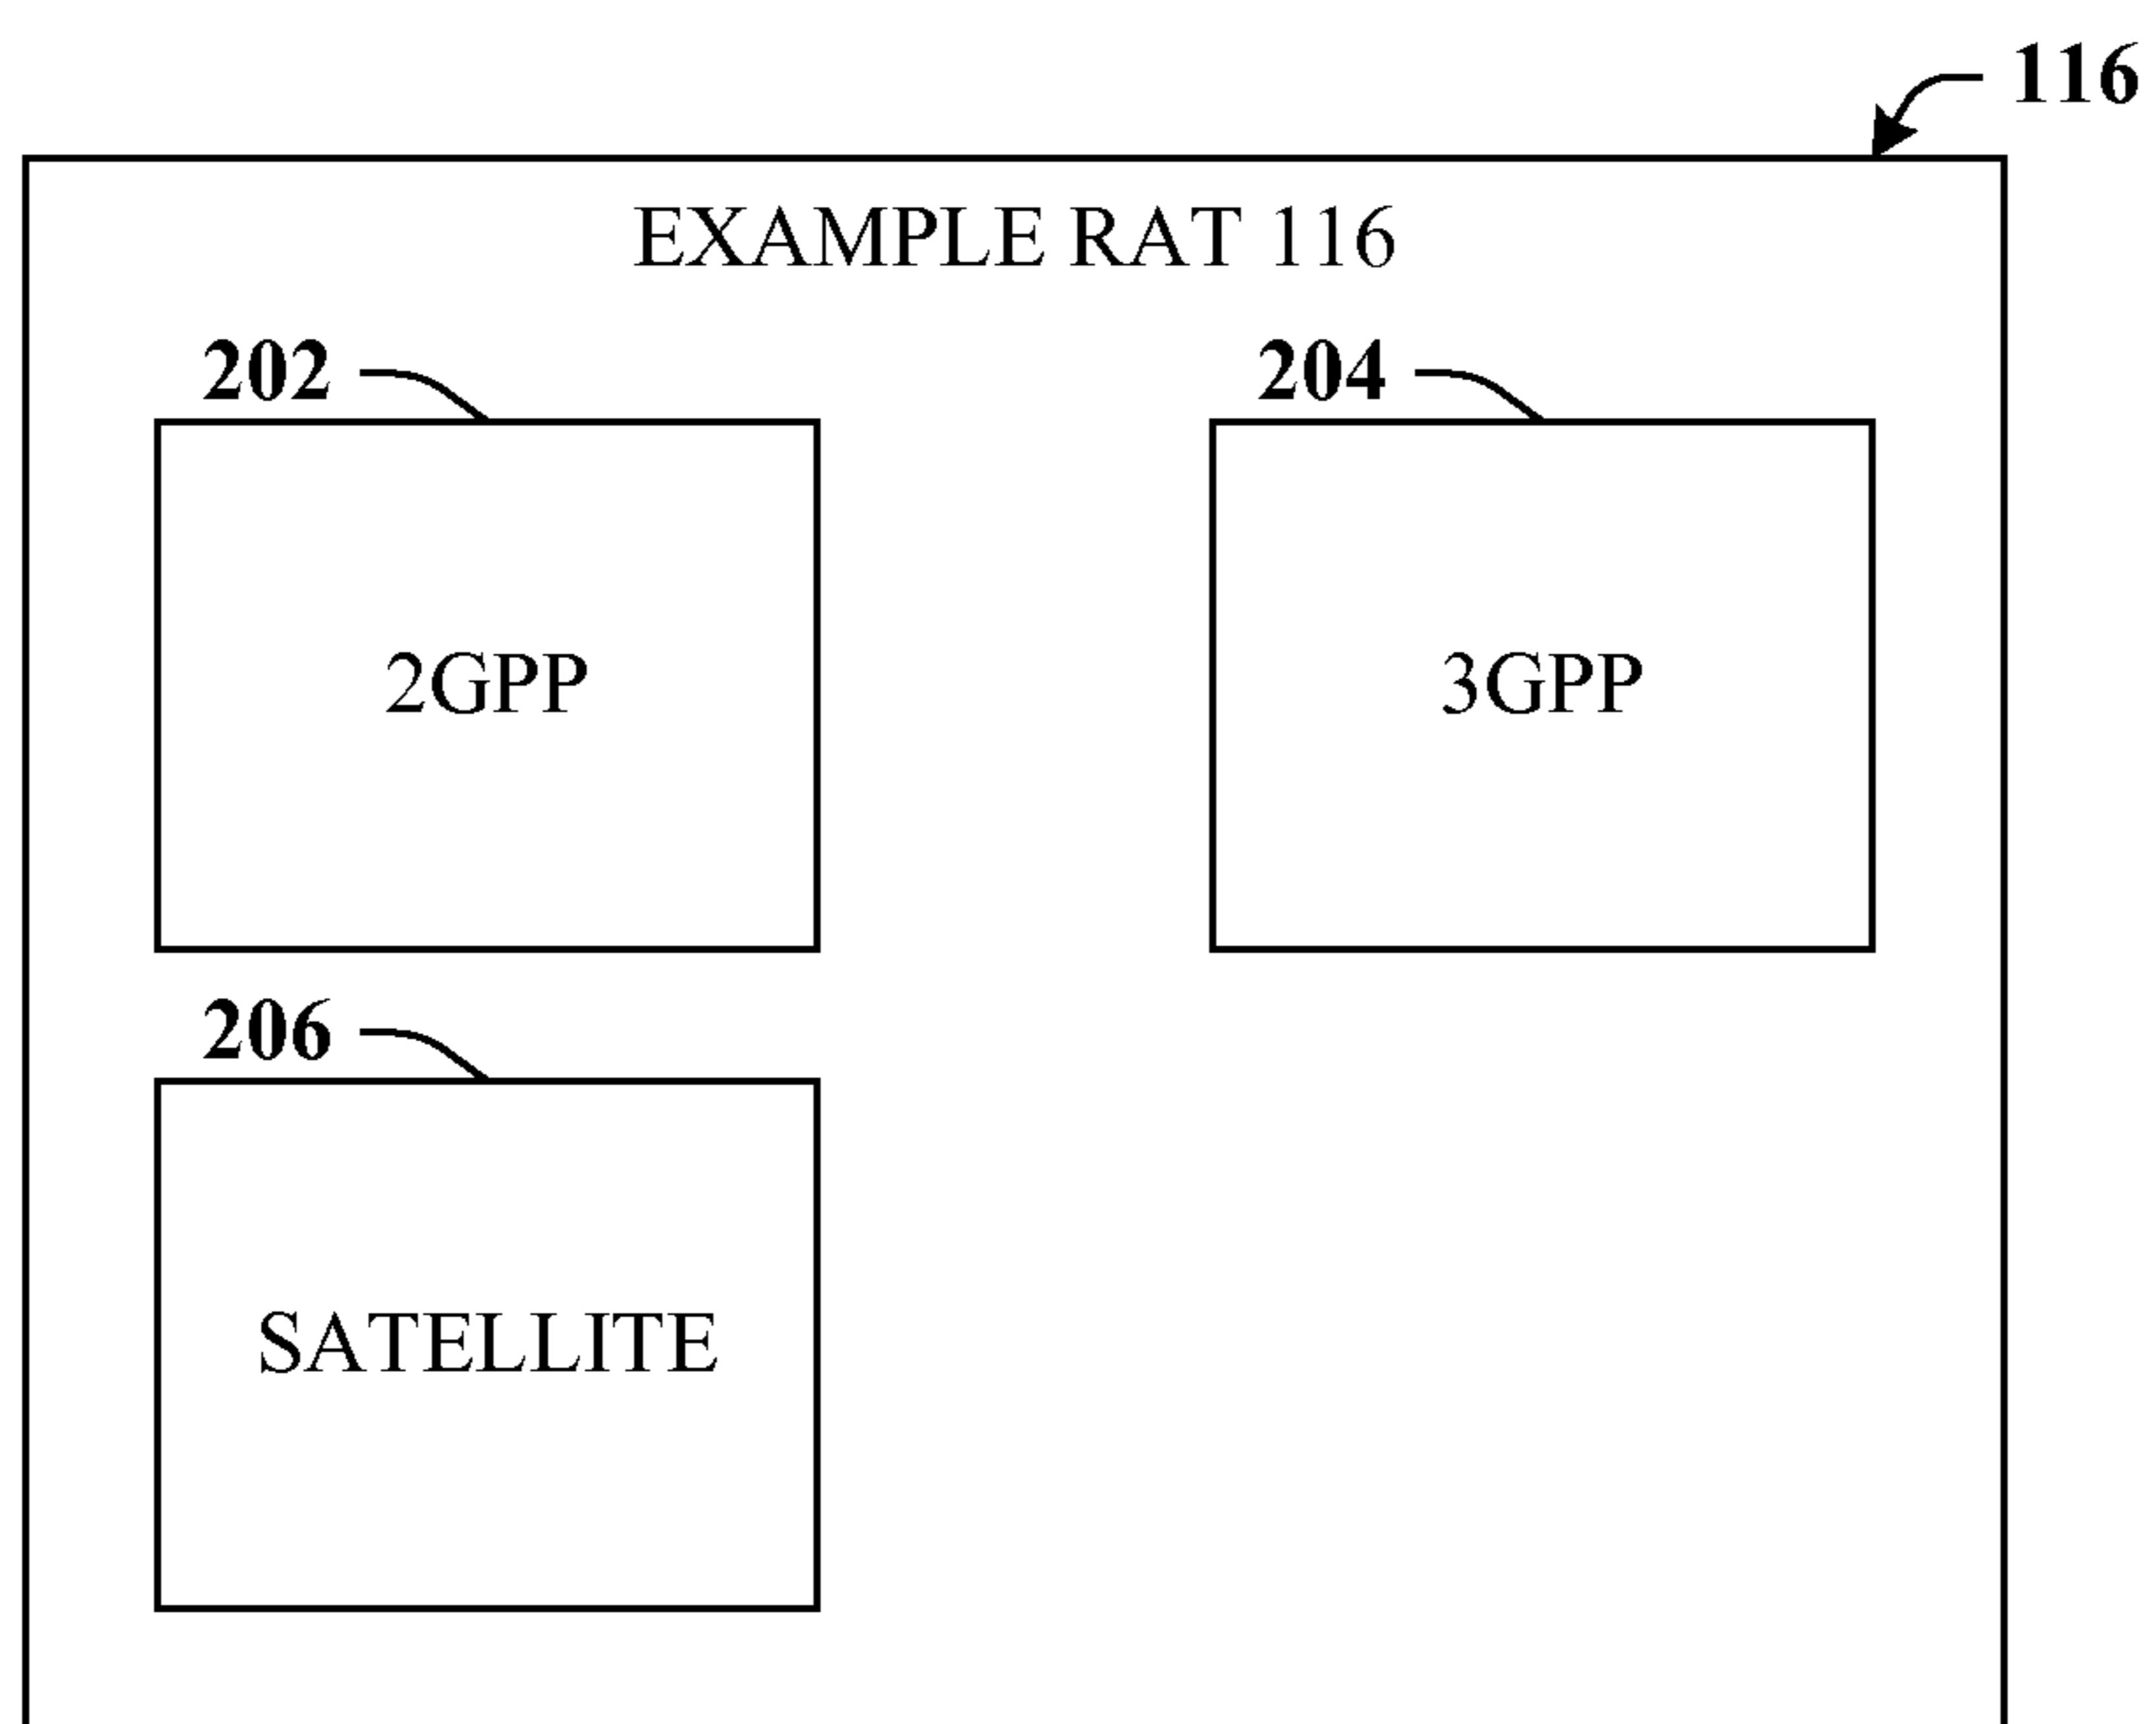 116
EXAMPLE RAT 116
202
204
2GPP
3GPP
206
SATELLITE